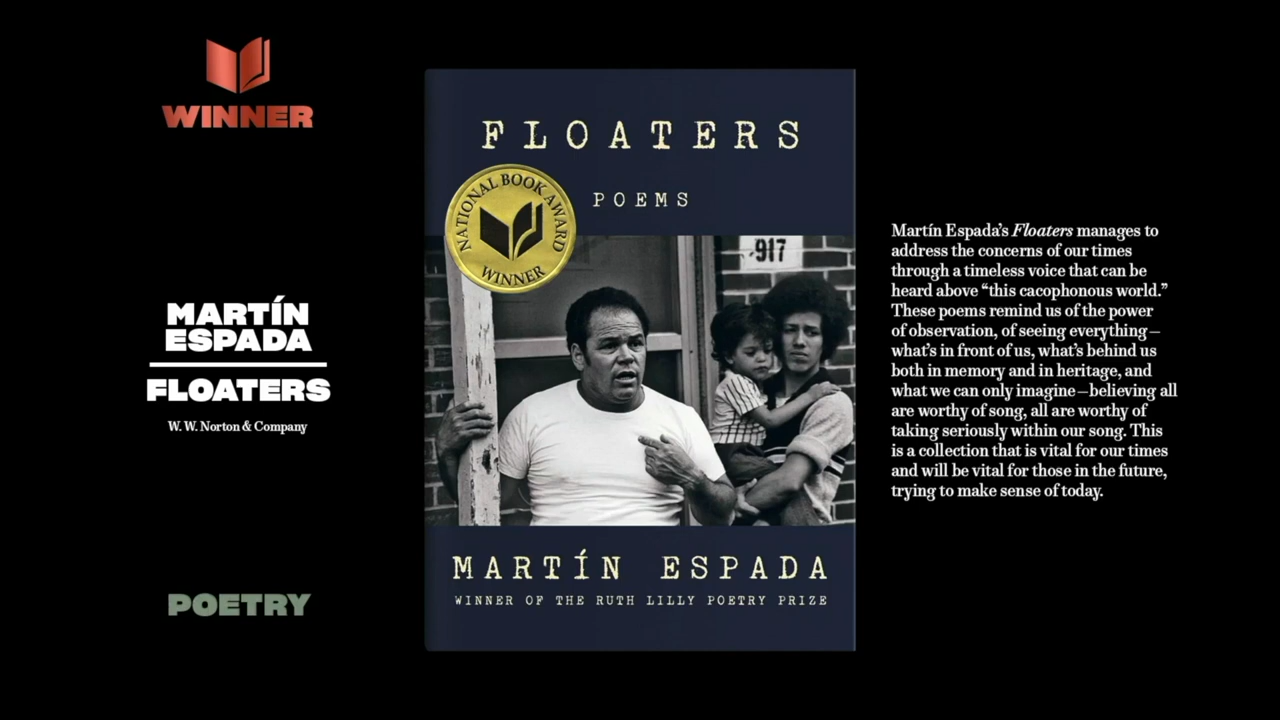 WINNER
MARTÍN
ESPADA
FLOATERS
W. W. Norton & Company
POETRY
FLOATERS
POEMS
NATIONAL BOOK AWARD
WINNER
917
MARTÍN ESPADA
WINNER OF THE RUTH LILLY POETRY PRIZE
Martín Espada’s Floaters manages to
address the concerns of our times
through a timeless voice that can be
heard above “this cacophonous world.”
These poems remind us of the power
of observation, of seeing everything—
what’s in front of us, what’s behind us
both in memory and in heritage, and
what we can only imagine—believing all
are worthy of song, all are worthy of
taking seriously within our song. This
is a collection that is vital for our times
and will be vital for those in the future,
trying to make sense of today.